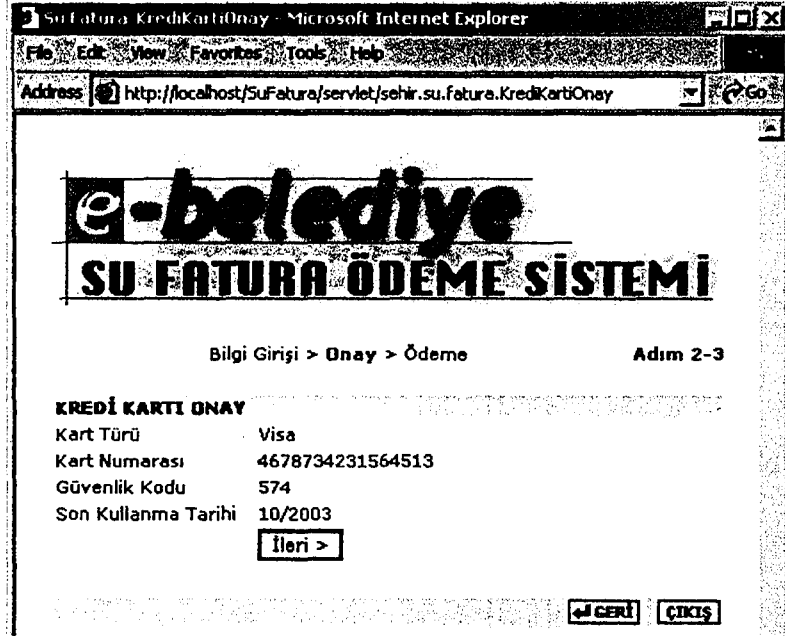 Su Fatura KrediKartiOnay - Microsoft Internet Explorer
File Edit View Favorites Tools Help
Address http://localhost/SuFatura/servlet/sehir.su.fatura.KrediKartiOnay Go
e-belediye
SU FATURA ÖDEME SİSTEMİ
Bilgi Girişi > Onay > Ödeme Adım 2-3
KREDİ KARTI ONAY
Kart Türü Visa
Kart Numarası 4678734231564513
Güvenlik Kodu 574
Son Kullanma Tarihi 10/2003
İleri >
GERİ ÇIKIŞ